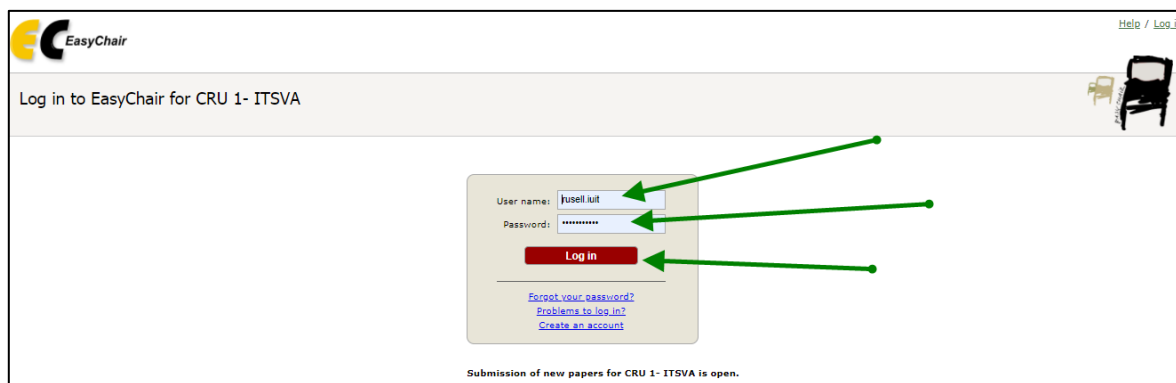 EC EasyChair
Help / Log i
Log in to EasyChair for CRU 1- ITSVA
User name: rusell.iuit
Password: •••••••••••
Log in
Forgot your password?
Problems to log in?
Create an account
Submission of new papers for CRU 1- ITSVA is open.